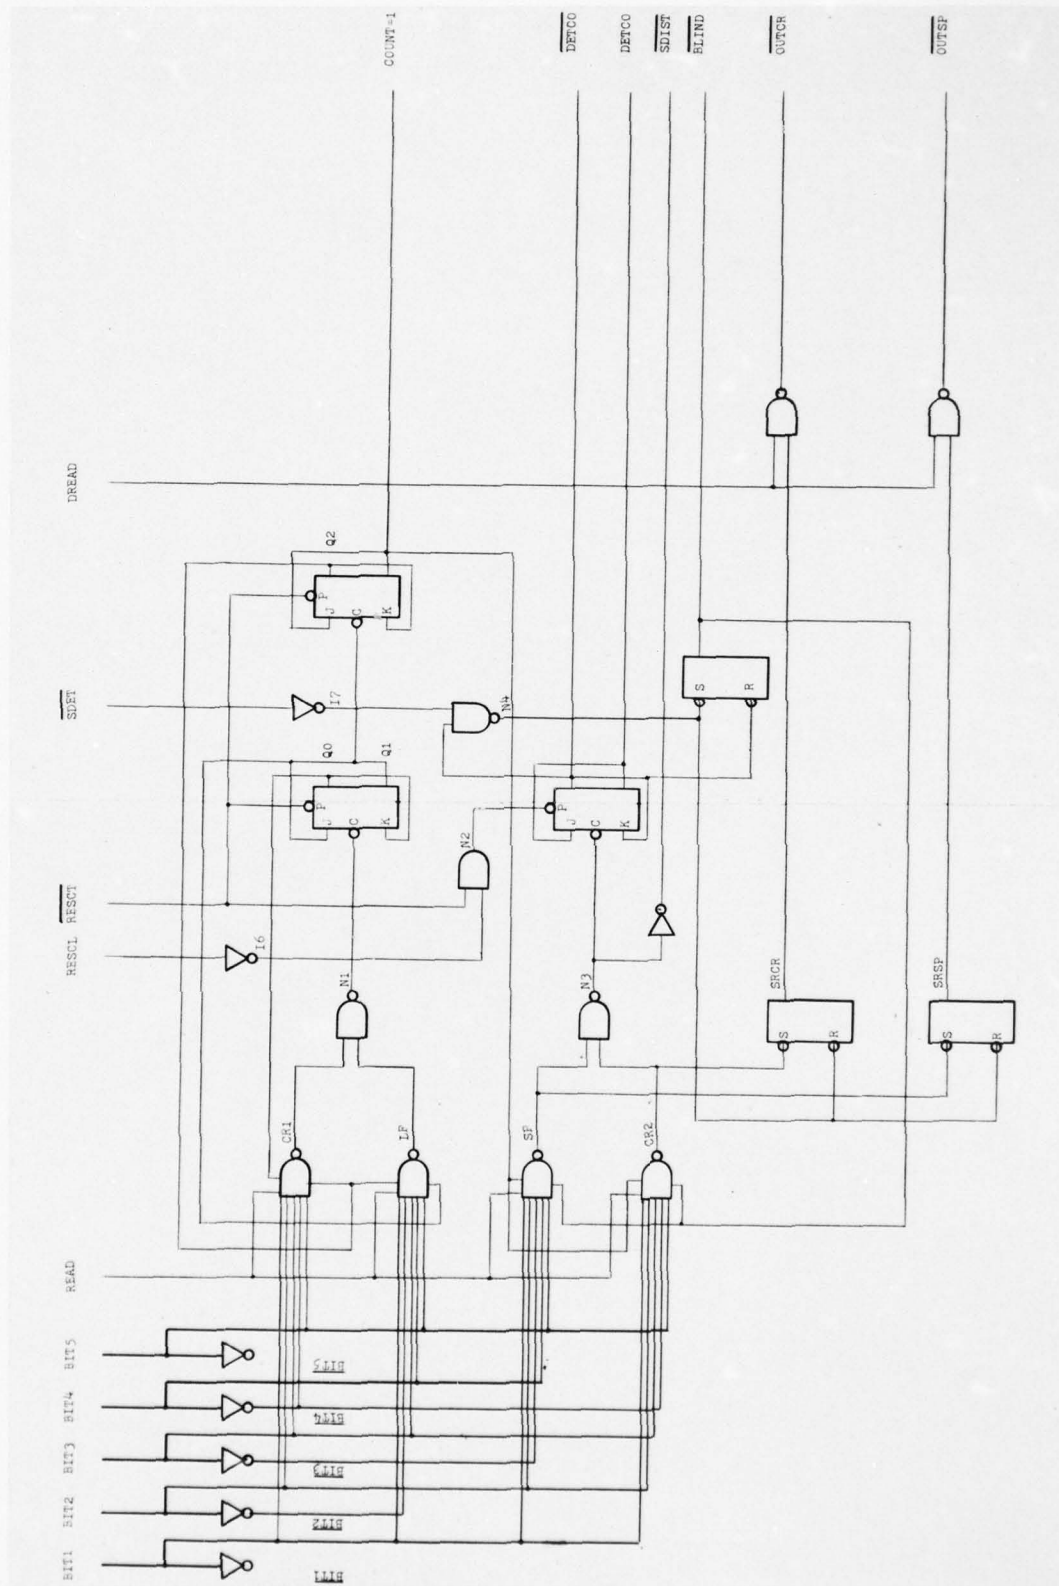 COUNT=1
DETCO
DETCO
SDIST
BLIND
OUTCR
OUTSP
DREAD
Q2
P
J
C
K
SDET
I7
N4
S
R
Q0
Q1
P
J
C
K
P
J
C
K
N2
RESCT
RESCL
I6
N1
N3
SRCR
S
R
SRSP
S
R
CR1
LF
SP
CR2
READ
BIT5
BIT5
BIT4
BIT4
BIT3
BIT3
BIT2
BIT2
BIT1
BIT1